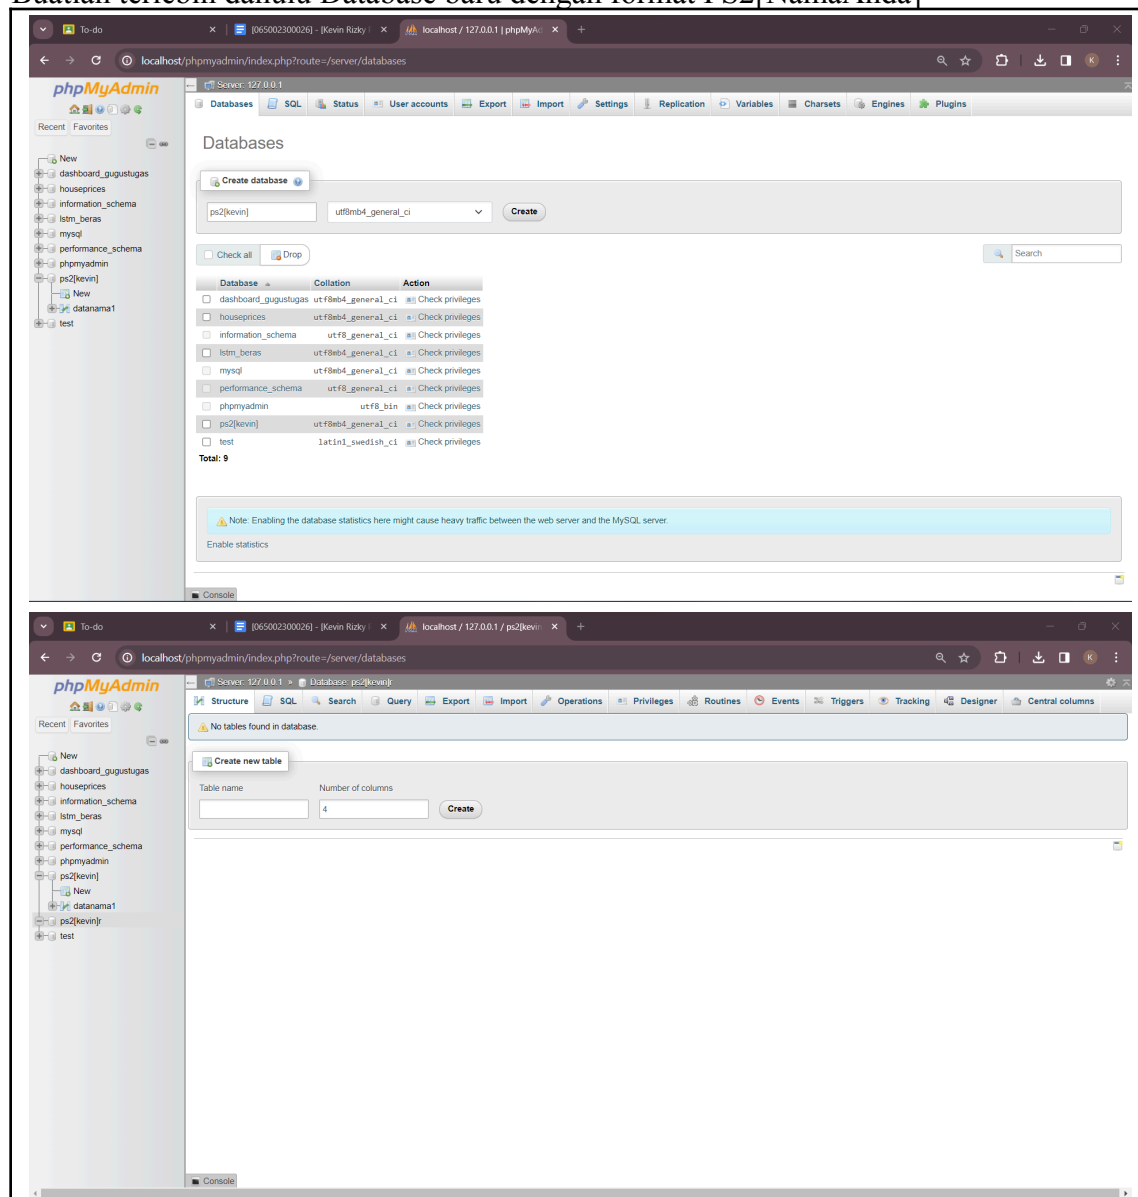 Buatlah terlebih dahulu Database baru dengan format PS2[NamaAnda]
To-do
[065002300026] - [Kevin Rizky
localhost / 127.0.0.1 | phpMyAd
localhost/phpmyadmin/index.php?route=/server/databases
K
phpMyAdmin
Recent Favorites
New
dashboard_gugustugas
houseprices
information_schema
lstm_beras
mysql
performance_schema
phpmyadmin
ps2[kevin]
New
datanama1
test
Server: 127.0.0.1
Databases SQL Status User accounts Export Import Settings Replication Variables Charsets Engines Plugins
Databases
Create database
ps2[kevin] utf8mb4_general_ci Create
Check all Drop Search
Database Collation Action
dashboard_gugustugas utf8mb4_general_ci Check privileges
houseprices utf8mb4_general_ci Check privileges
information_schema utf8_general_ci Check privileges
lstm_beras utf8mb4_general_ci Check privileges
mysql utf8mb4_general_ci Check privileges
performance_schema utf8_general_ci Check privileges
phpmyadmin utf8_bin Check privileges
ps2[kevin] utf8mb4_general_ci Check privileges
test latin1_swedish_ci Check privileges
Total: 9
Note: Enabling the database statistics here might cause heavy traffic between the web server and the MySQL server.
Enable statistics
Console
To-do
[065002300026] - [Kevin Rizky
localhost / 127.0.0.1 / ps2[kevin
localhost/phpmyadmin/index.php?route=/server/databases
K
phpMyAdmin
Recent Favorites
New
dashboard_gugustugas
houseprices
information_schema
lstm_beras
mysql
performance_schema
phpmyadmin
ps2[kevin]
New
datanama1
ps2[kevin]r
test
Server: 127.0.0.1 » Database: ps2[kevin]r
Structure SQL Search Query Export Import Operations Privileges Routines Events Triggers Tracking Designer Central columns
No tables found in database.
Create new table
Table name Number of columns
4 Create
Console